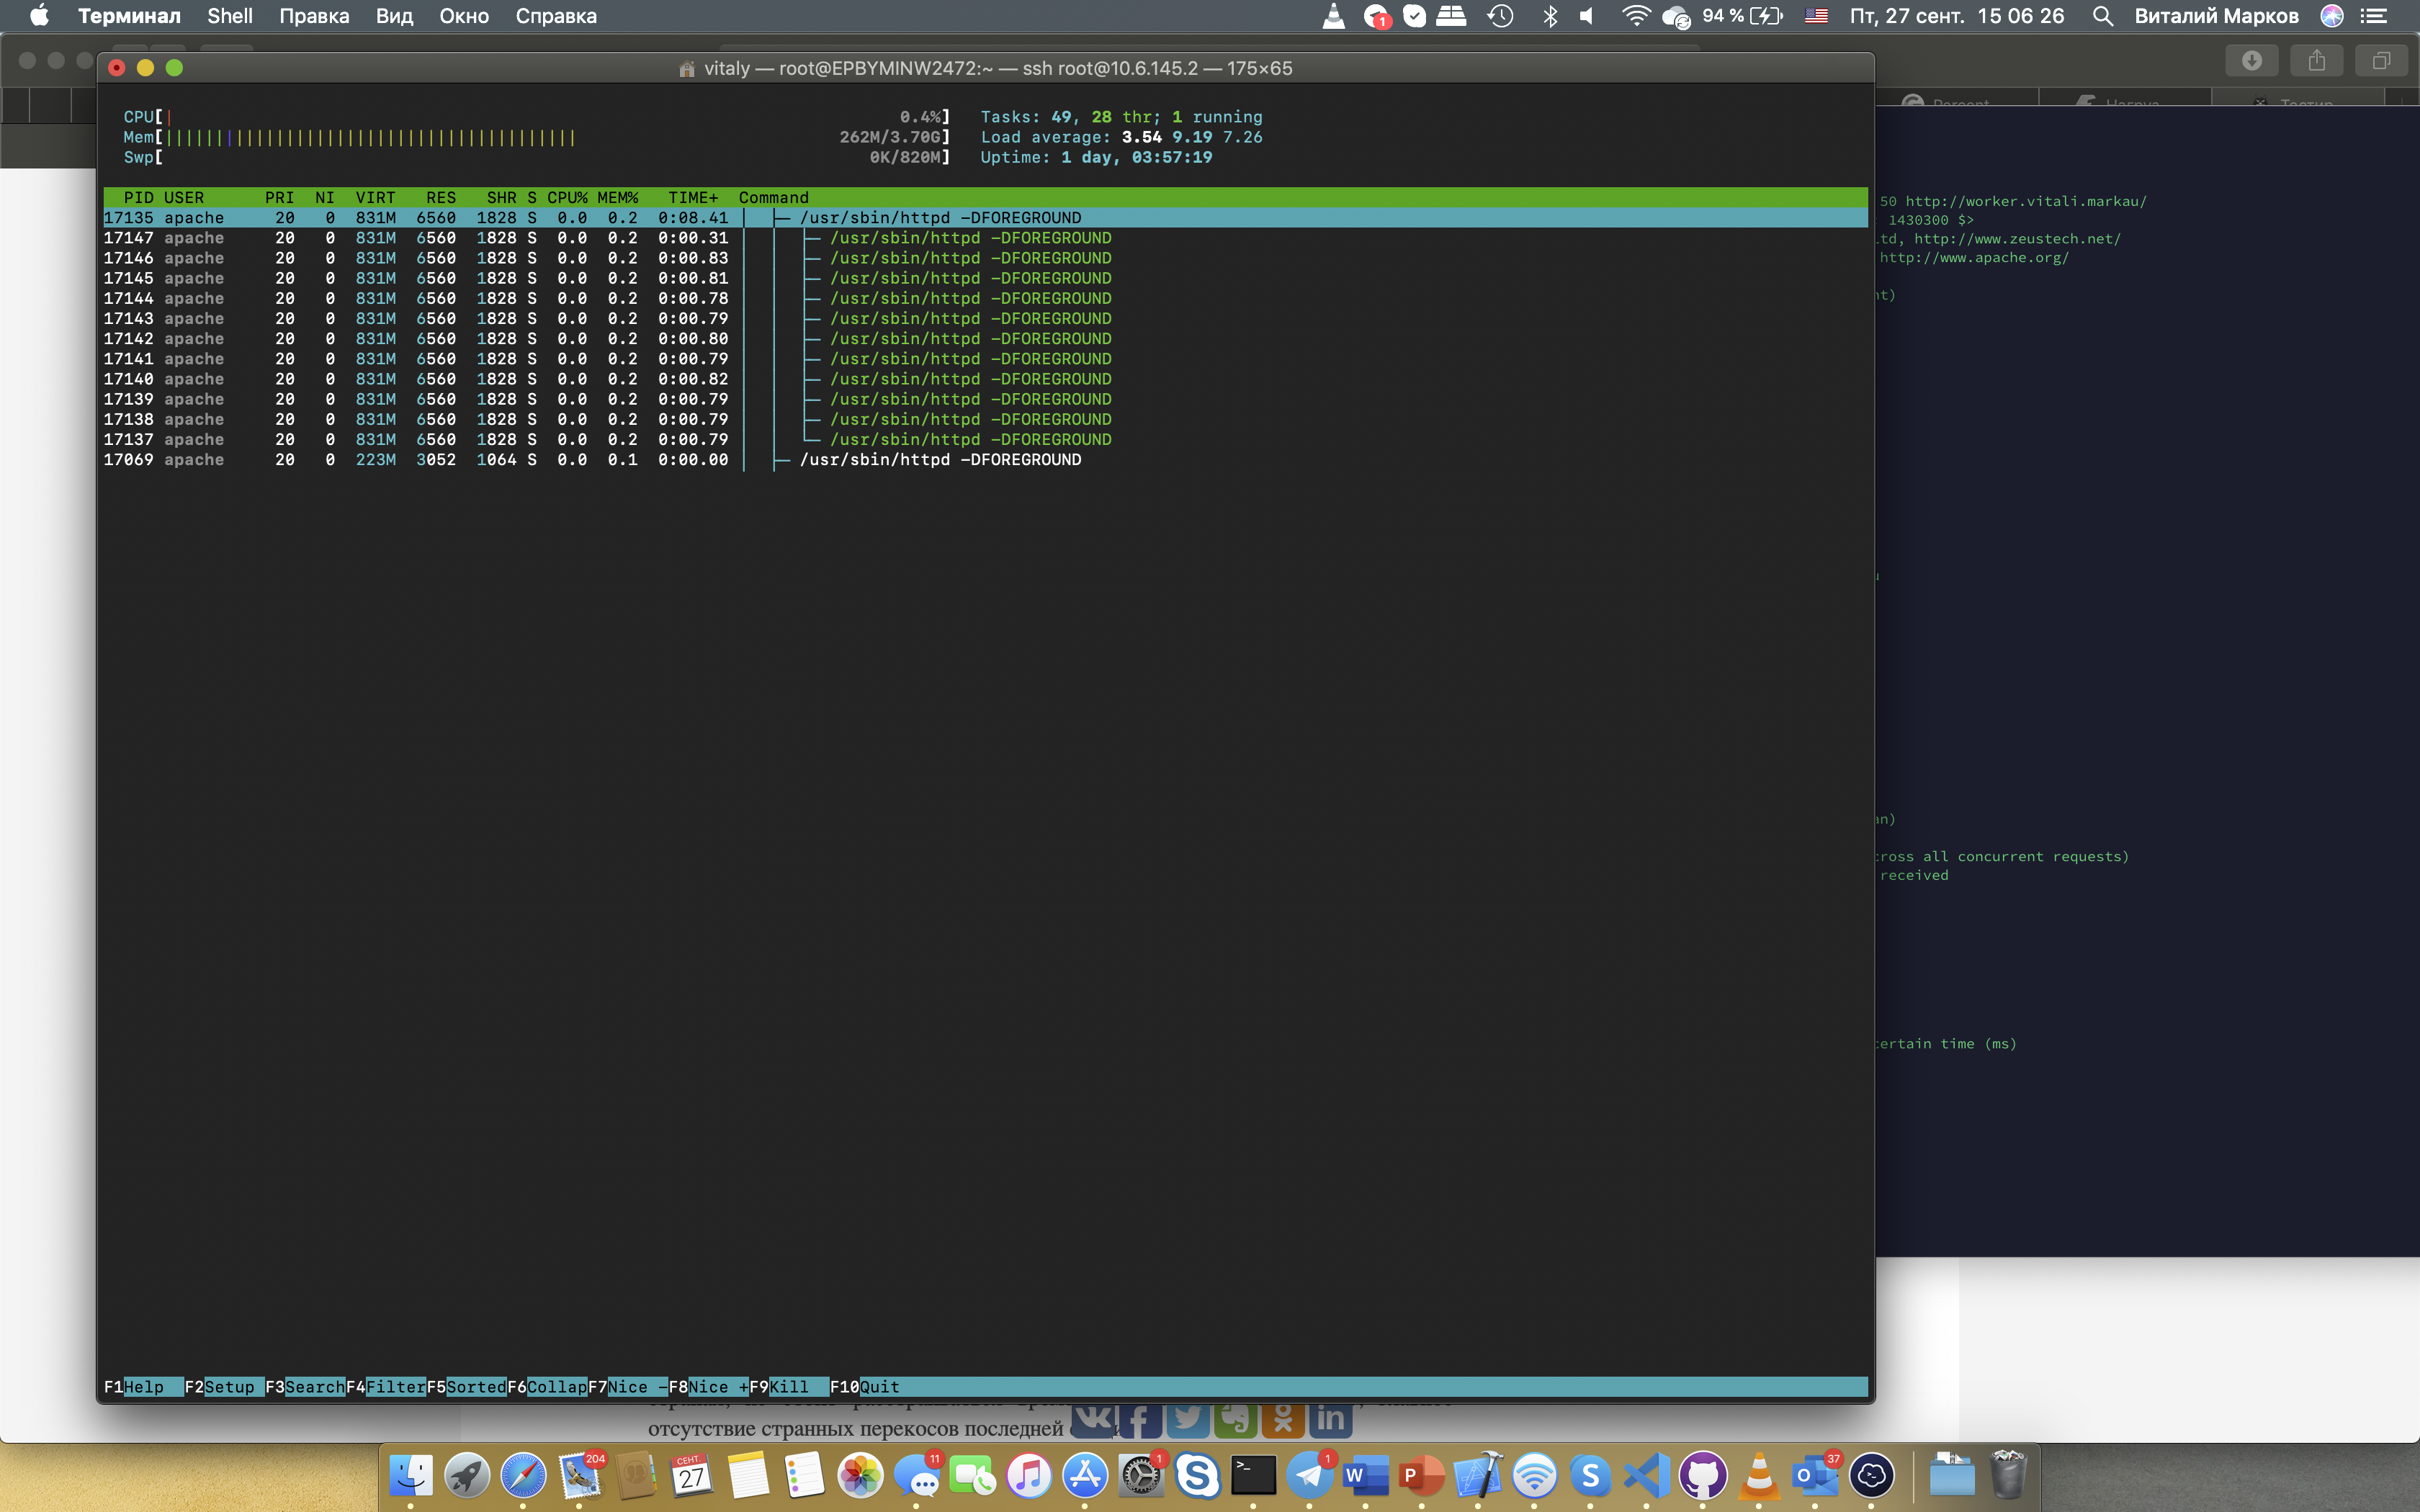 Терминал Shell Правка Вид Окно Справка 1 94 % Пт, 27 сент. 15 06 26 Виталий Марков
vitaly — root@EPBYMINW2472:~ — ssh root@10.6.145.2 — 175×65
CPU[| 0.4%] Tasks: 49, 28 thr; 1 running
Mem[||||||||||||||||||||||||||||||||||||||||||||||| 262M/3.70G] Load average: 3.54 9.19 7.26
Swp[ 0K/820M] Uptime: 1 day, 03:57:19
PID USER PRI NI VIRT RES SHR S CPU% MEM% TIME+ Command
17135 apache 20 0 831M 6560 1828 S 0.0 0.2 0:08.41 │ ├─ /usr/sbin/httpd -DFOREGROUND
17147 apache 20 0 831M 6560 1828 S 0.0 0.2 0:00.31 │ │ ├─ /usr/sbin/httpd -DFOREGROUND
17146 apache 20 0 831M 6560 1828 S 0.0 0.2 0:00.83 │ │ ├─ /usr/sbin/httpd -DFOREGROUND
17145 apache 20 0 831M 6560 1828 S 0.0 0.2 0:00.81 │ │ ├─ /usr/sbin/httpd -DFOREGROUND
17144 apache 20 0 831M 6560 1828 S 0.0 0.2 0:00.78 │ │ ├─ /usr/sbin/httpd -DFOREGROUND
17143 apache 20 0 831M 6560 1828 S 0.0 0.2 0:00.79 │ │ ├─ /usr/sbin/httpd -DFOREGROUND
17142 apache 20 0 831M 6560 1828 S 0.0 0.2 0:00.80 │ │ ├─ /usr/sbin/httpd -DFOREGROUND
17141 apache 20 0 831M 6560 1828 S 0.0 0.2 0:00.79 │ │ ├─ /usr/sbin/httpd -DFOREGROUND
17140 apache 20 0 831M 6560 1828 S 0.0 0.2 0:00.82 │ │ ├─ /usr/sbin/httpd -DFOREGROUND
17139 apache 20 0 831M 6560 1828 S 0.0 0.2 0:00.79 │ │ ├─ /usr/sbin/httpd -DFOREGROUND
17138 apache 20 0 831M 6560 1828 S 0.0 0.2 0:00.79 │ │ ├─ /usr/sbin/httpd -DFOREGROUND
17137 apache 20 0 831M 6560 1828 S 0.0 0.2 0:00.79 │ │ └─ /usr/sbin/httpd -DFOREGROUND
17069 apache 20 0 223M 3052 1064 S 0.0 0.1 0:00.00 │ ├─ /usr/sbin/httpd -DFOREGROUND
50 http://worker.vitali.markau/
1430300 $>
td, http://www.zeustech.net/
http://www.apache.org/
nt)
an)
cross all concurrent requests)
received
certain time (ms)
F1Help F2Setup F3SearchF4FilterF5SortedF6CollapF7Nice -F8Nice +F9Kill F10Quit
отсутствие странных перекосов последней
204 СЕНТ. 27 11 1 1 37